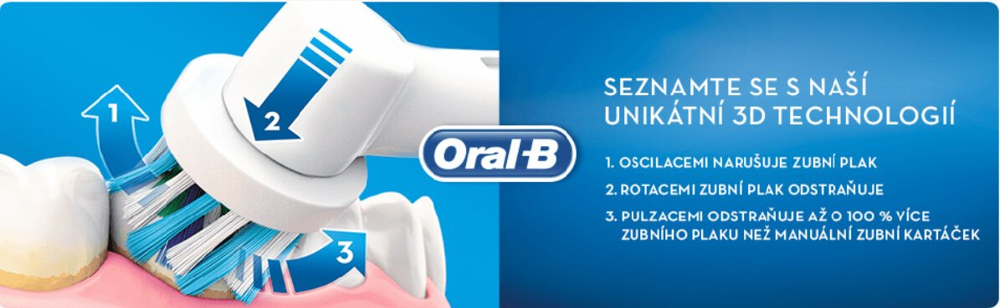 1
2
3
Oral-B
SEZNAMTE SE S NAŠÍ
UNIKÁTNÍ 3D TECHNOLOGIÍ
1. OSCILACEMI NARUŠUJE ZUBNÍ PLAK
2. ROTACEMI ZUBNÍ PLAK ODSTRAŇUJE
3. PULZACEMI ODSTRAŇUJE AŽ O 100 % VÍCE
ZUBNÍHO PLAKU NEŽ MANUÁLNÍ ZUBNÍ KARTÁČEK